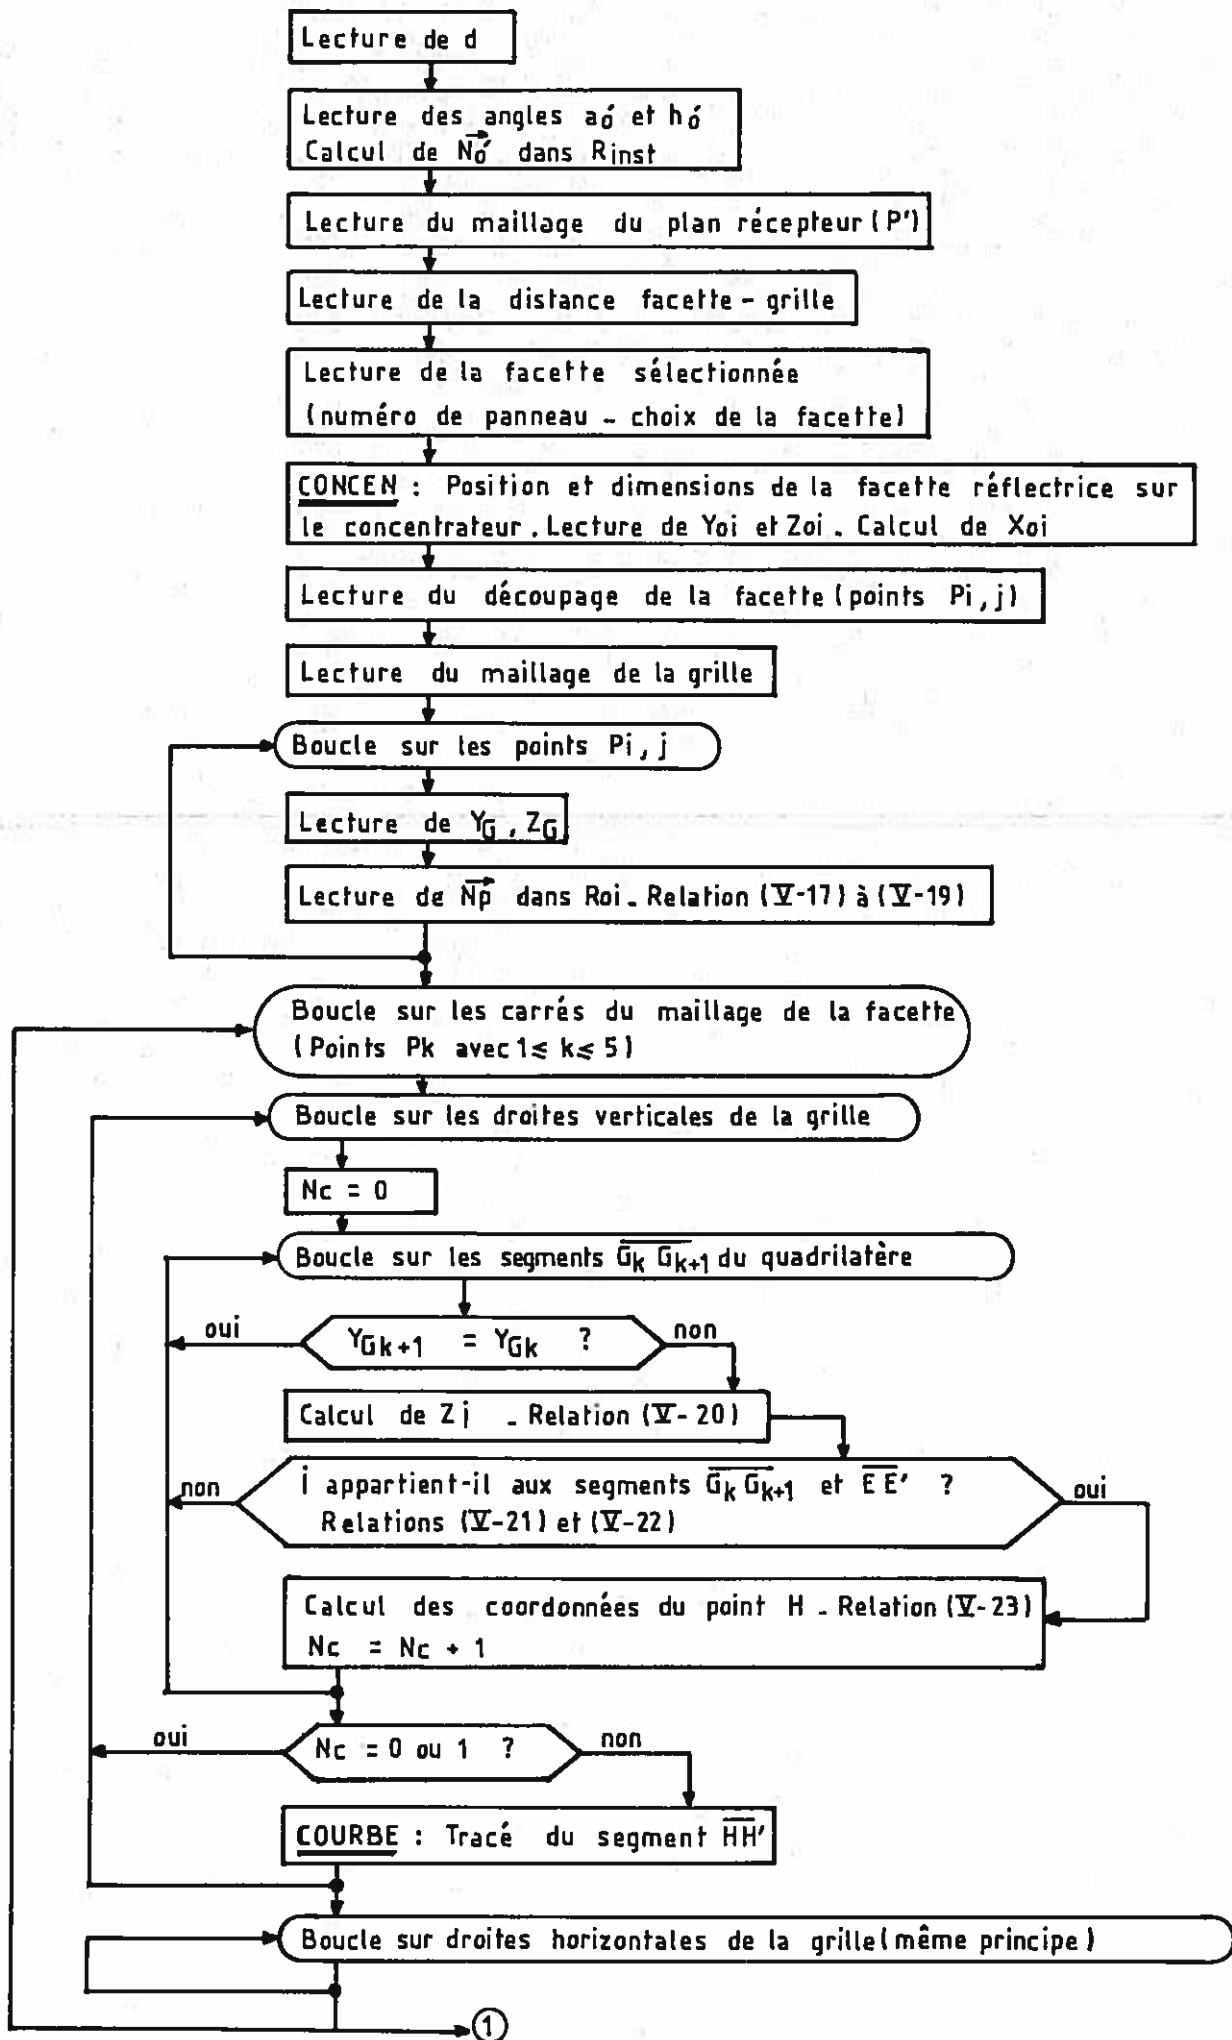 Lecture de d
Lecture des angles a₀́ et h₀́
Calcul de N₀́ dans Rinst
Lecture du maillage du plan récepteur (P')
Lecture de la distance facette - grille
Lecture de la facette sélectionnée
(numéro de panneau - choix de la facette)
CONCEN : Position et dimensions de la facette réflectrice sur
le concentrateur. Lecture de Yoi et Zoi. Calcul de Xoi
Lecture du découpage de la facette (points Pi,j)
Lecture du maillage de la grille
Boucle sur les points Pi,j
Lecture de YG, ZG
Lecture de Np dans Roi. Relation (V-17) à (V-19)
Boucle sur les carrés du maillage de la facette
(Points Pk avec 1 ≤ k ≤ 5)
Boucle sur les droites verticales de la grille
Nc = 0
Boucle sur les segments Gk Gk+1 du quadrilatère
oui
YGk+1 = YGk ?
non
Calcul de Zj - Relation (V-20)
non
i appartient-il aux segments Gk Gk+1 et EE' ?
oui
Relations (V-21) et (V-22)
Calcul des coordonnées du point H - Relation (V-23)
Nc = Nc + 1
oui
Nc = 0 ou 1 ?
non
COURBE : Tracé du segment HH'
Boucle sur droites horizontales de la grille (même principe)
1